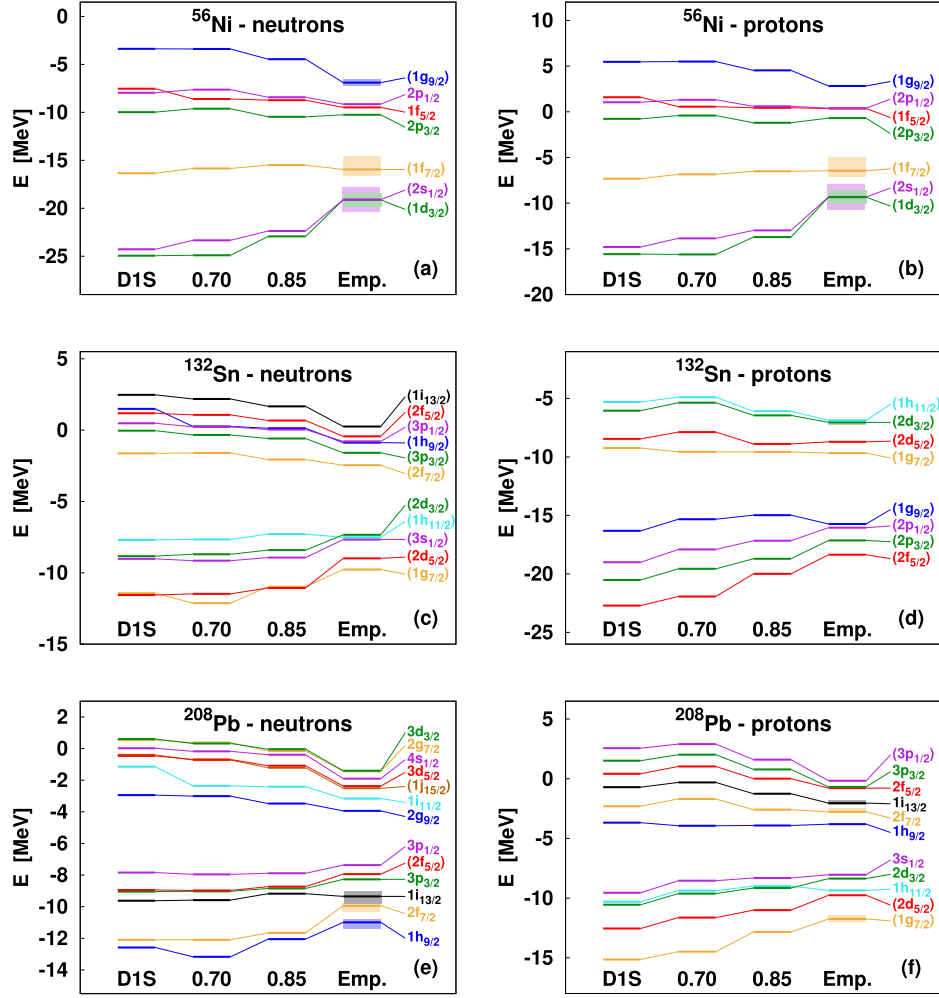 ⁵⁶Ni - neutrons
E [MeV]
0
-5
-10
-15
-20
-25
(1g₉/₂)
2p₁/₂
1f₅/₂
2p₃/₂
(1f₇/₂)
(2s₁/₂)
(1d₃/₂)
(a)
D1S 0.70 0.85 Emp.
⁵⁶Ni - protons
E [MeV]
10
5
0
-5
-10
-15
-20
(1g₉/₂)
(2p₁/₂)
(1f₅/₂)
(2p₃/₂)
(1f₇/₂)
(2s₁/₂)
(1d₃/₂)
(b)
D1S 0.70 0.85 Emp.
¹³²Sn - neutrons
E [MeV]
5
0
-5
-10
-15
(1i₁₃/₂)
(2f₅/₂)
(3p₁/₂)
(1h₉/₂)
(3p₃/₂)
(2f₇/₂)
(2d₃/₂)
(1h₁₁/₂)
(3s₁/₂)
(2d₅/₂)
(1g₇/₂)
(c)
D1S 0.70 0.85 Emp.
¹³²Sn - protons
E [MeV]
-5
-10
-15
-20
-25
(1h₁₁/₂)
(2d₃/₂)
(2d₅/₂)
(1g₇/₂)
(1g₉/₂)
(2p₁/₂)
(2p₃/₂)
(2f₅/₂)
(d)
D1S 0.70 0.85 Emp.
²⁰⁸Pb - neutrons
E [MeV]
2
0
-2
-4
-6
-8
-10
-12
-14
3d₃/₂
2g₇/₂
4s₁/₂
3d₅/₂
(1j₁₅/₂)
1i₁₁/₂
2g₉/₂
3p₁/₂
(2f₅/₂)
3p₃/₂
1i₁₃/₂
2f₇/₂
1h₉/₂
(e)
D1S 0.70 0.85 Emp.
²⁰⁸Pb - protons
E [MeV]
5
0
-5
-10
-15
(3p₁/₂)
3p₃/₂
2f₅/₂
1i₁₃/₂
2f₇/₂
1h₉/₂
3s₁/₂
2d₃/₂
1h₁₁/₂
(2d₅/₂)
(1g₇/₂)
(f)
D1S 0.70 0.85 Emp.